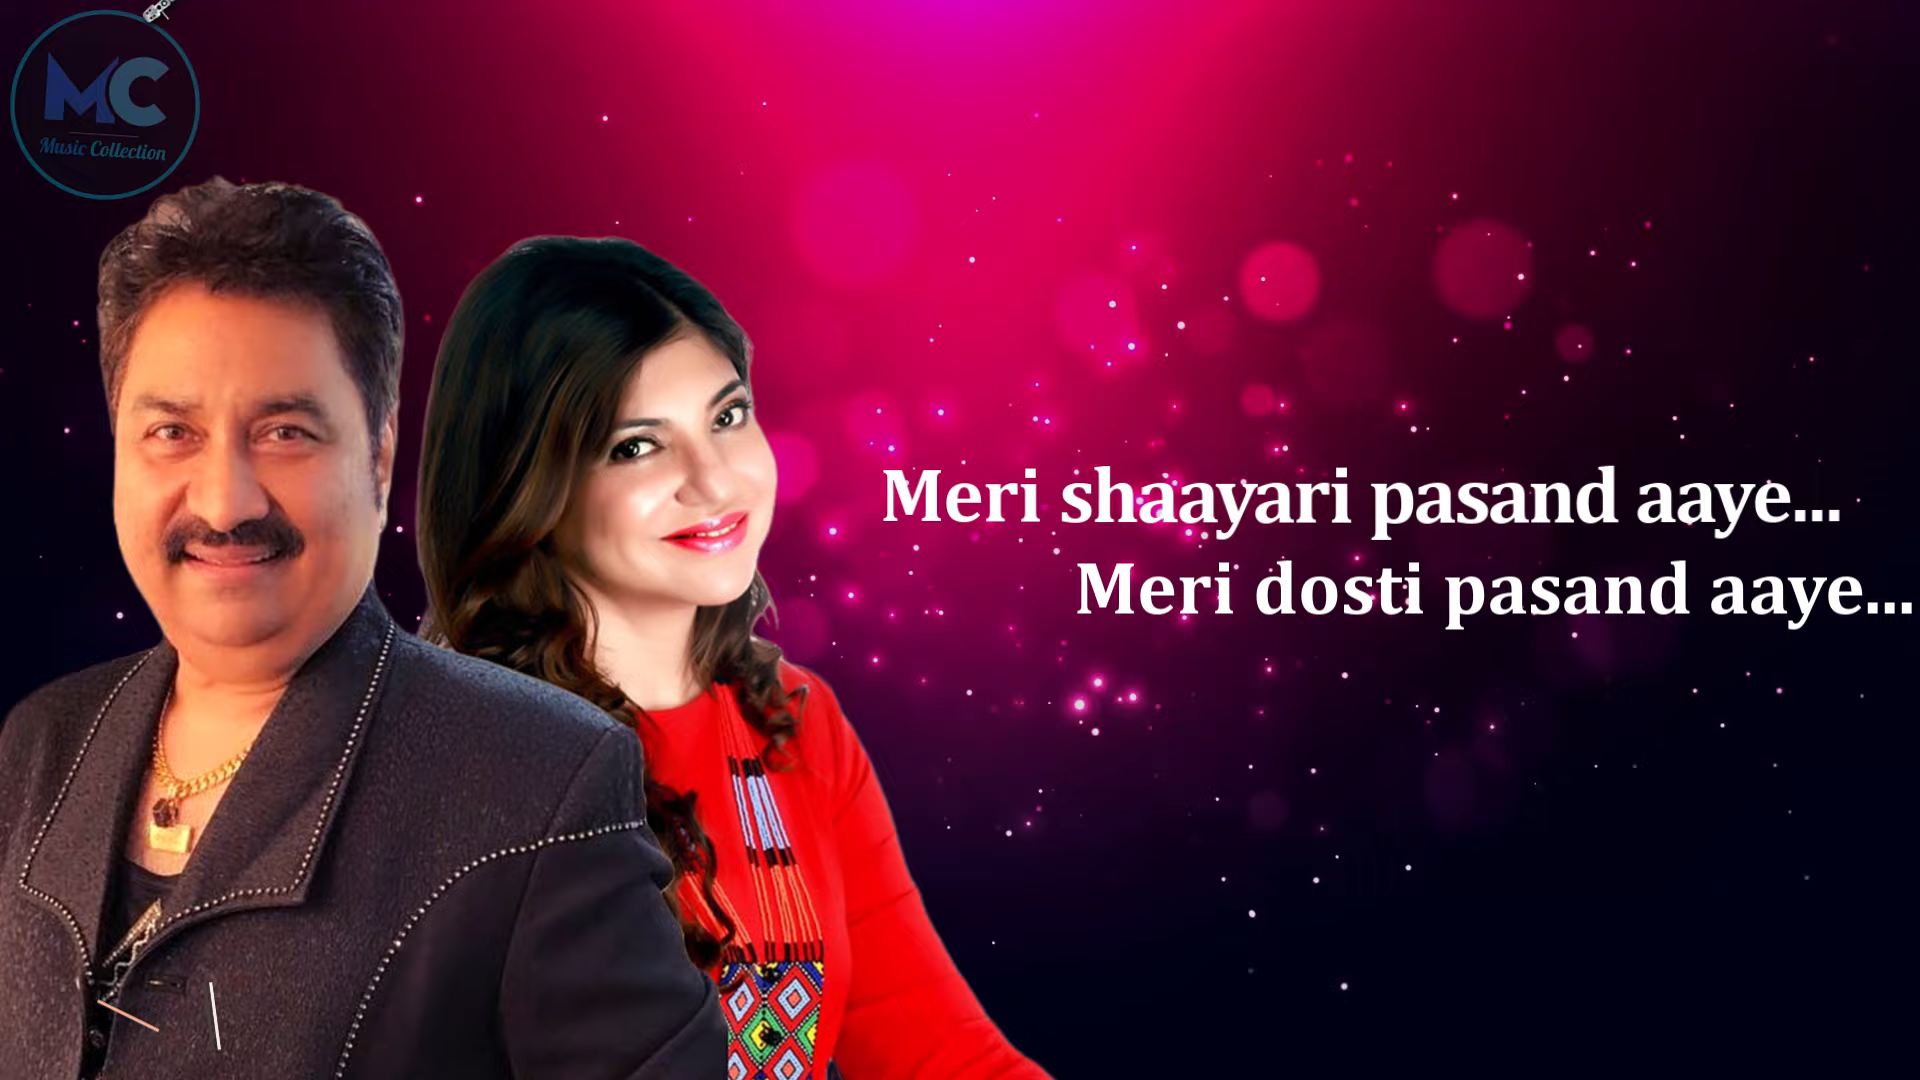 MC
Music Collection
Meri shaayari pasand aaye...
Meri dosti pasand aaye...